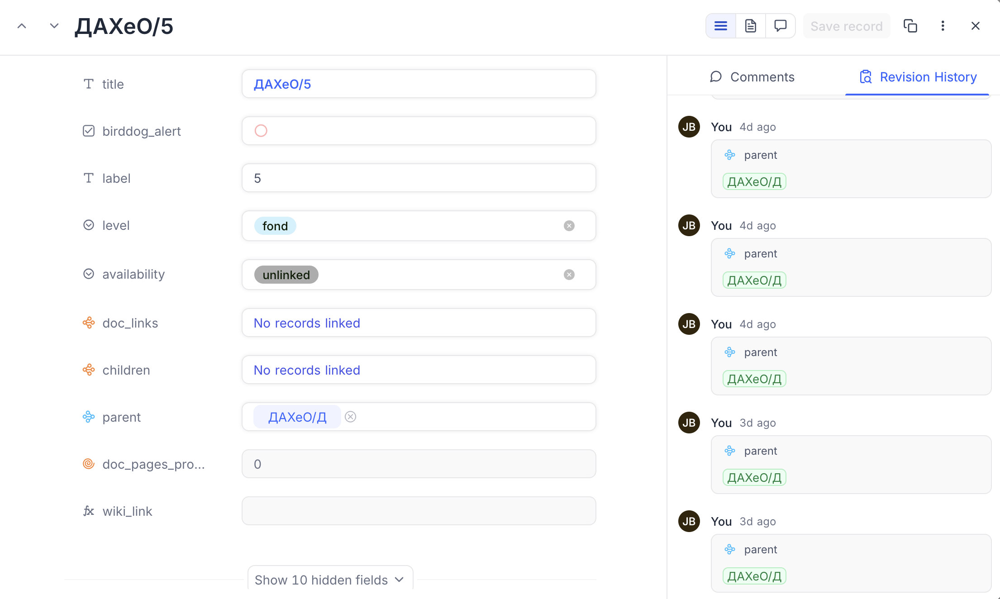 ДАХеО/5
Save record
title
ДАХеО/5
birddog_alert
label
5
level
fond
availability
unlinked
doc_links
No records linked
children
No records linked
parent
ДАХеО/Д
doc_pages_pro...
0
wiki_link
Show 10 hidden fields
Comments
Revision History
JB
You 4d ago
parent
ДАХеО/Д
JB
You 4d ago
parent
ДАХеО/Д
JB
You 4d ago
parent
ДАХеО/Д
JB
You 3d ago
parent
ДАХеО/Д
JB
You 3d ago
parent
ДАХеО/Д